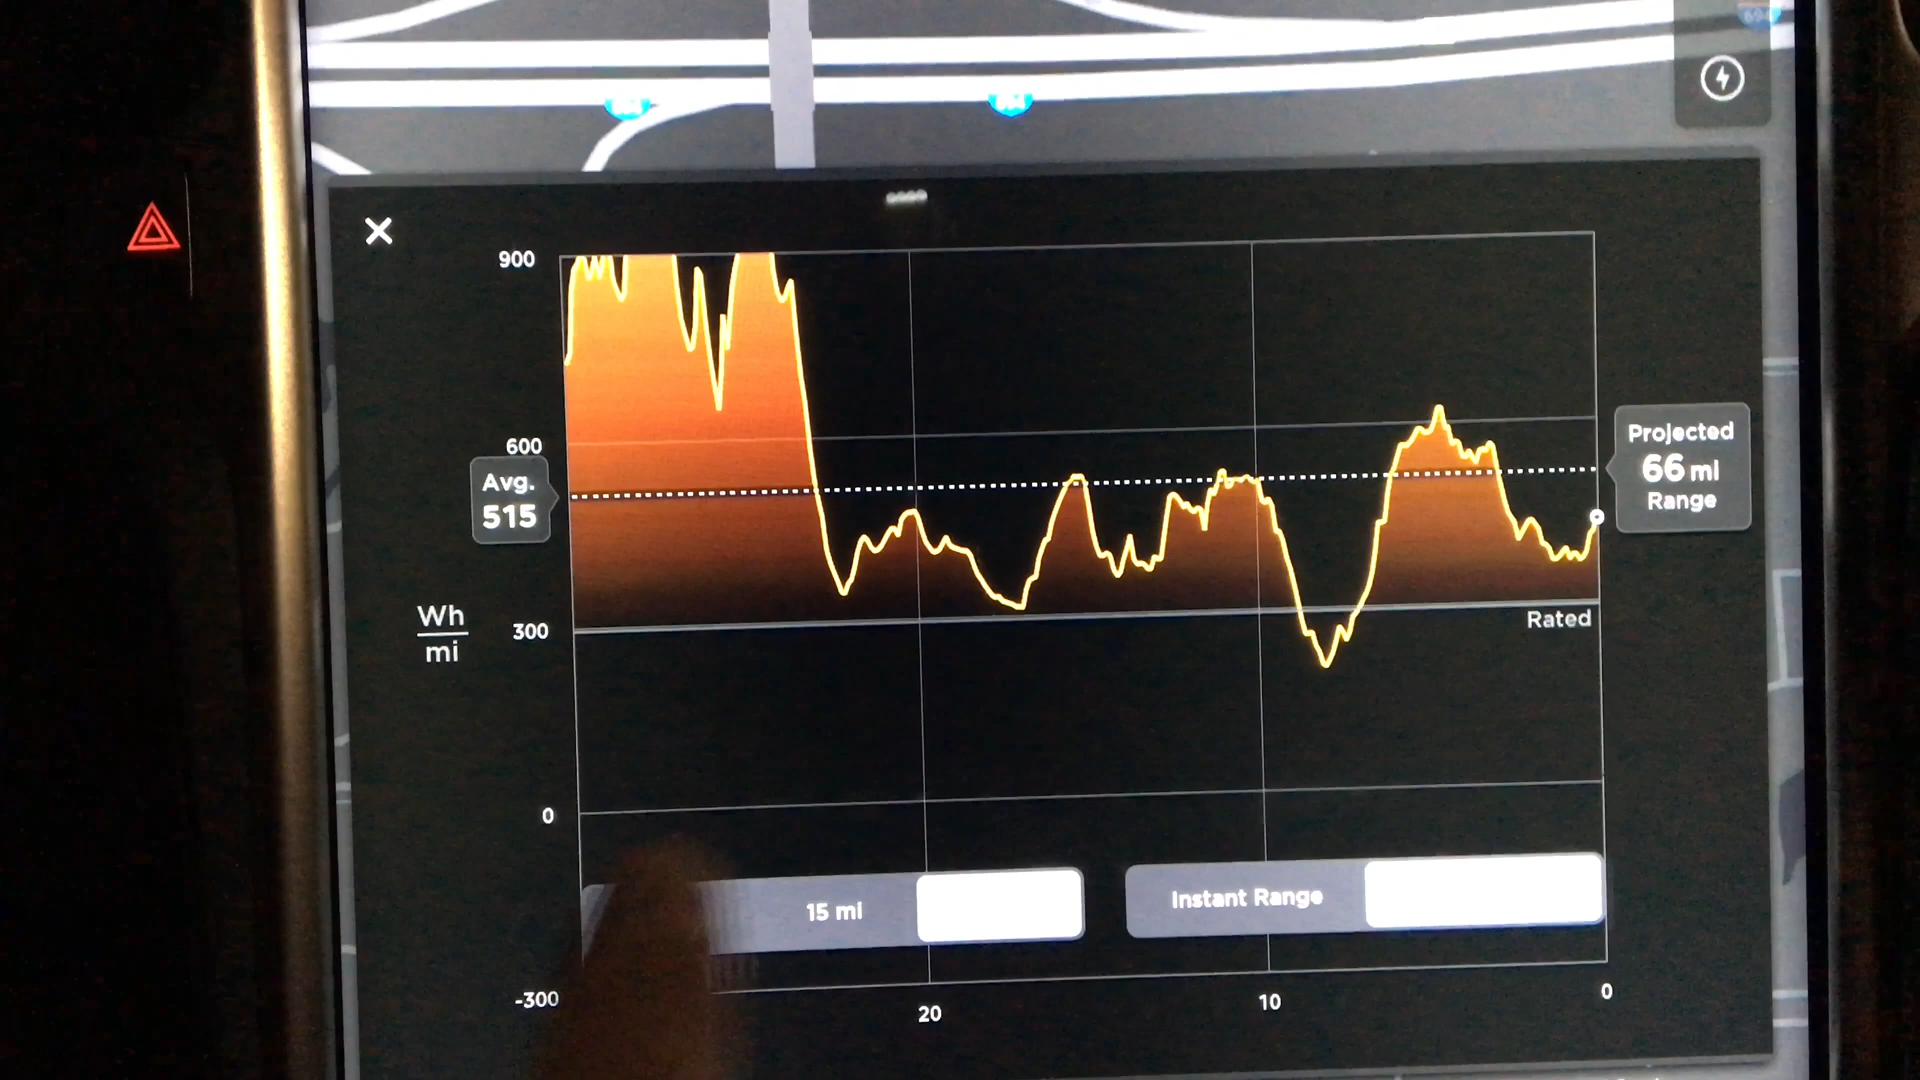 900
600
Avg.
515
Projected
66 mi
Range
Wh
mi
300
Rated
0
15 mi
Instant Range
-300
20
10
0